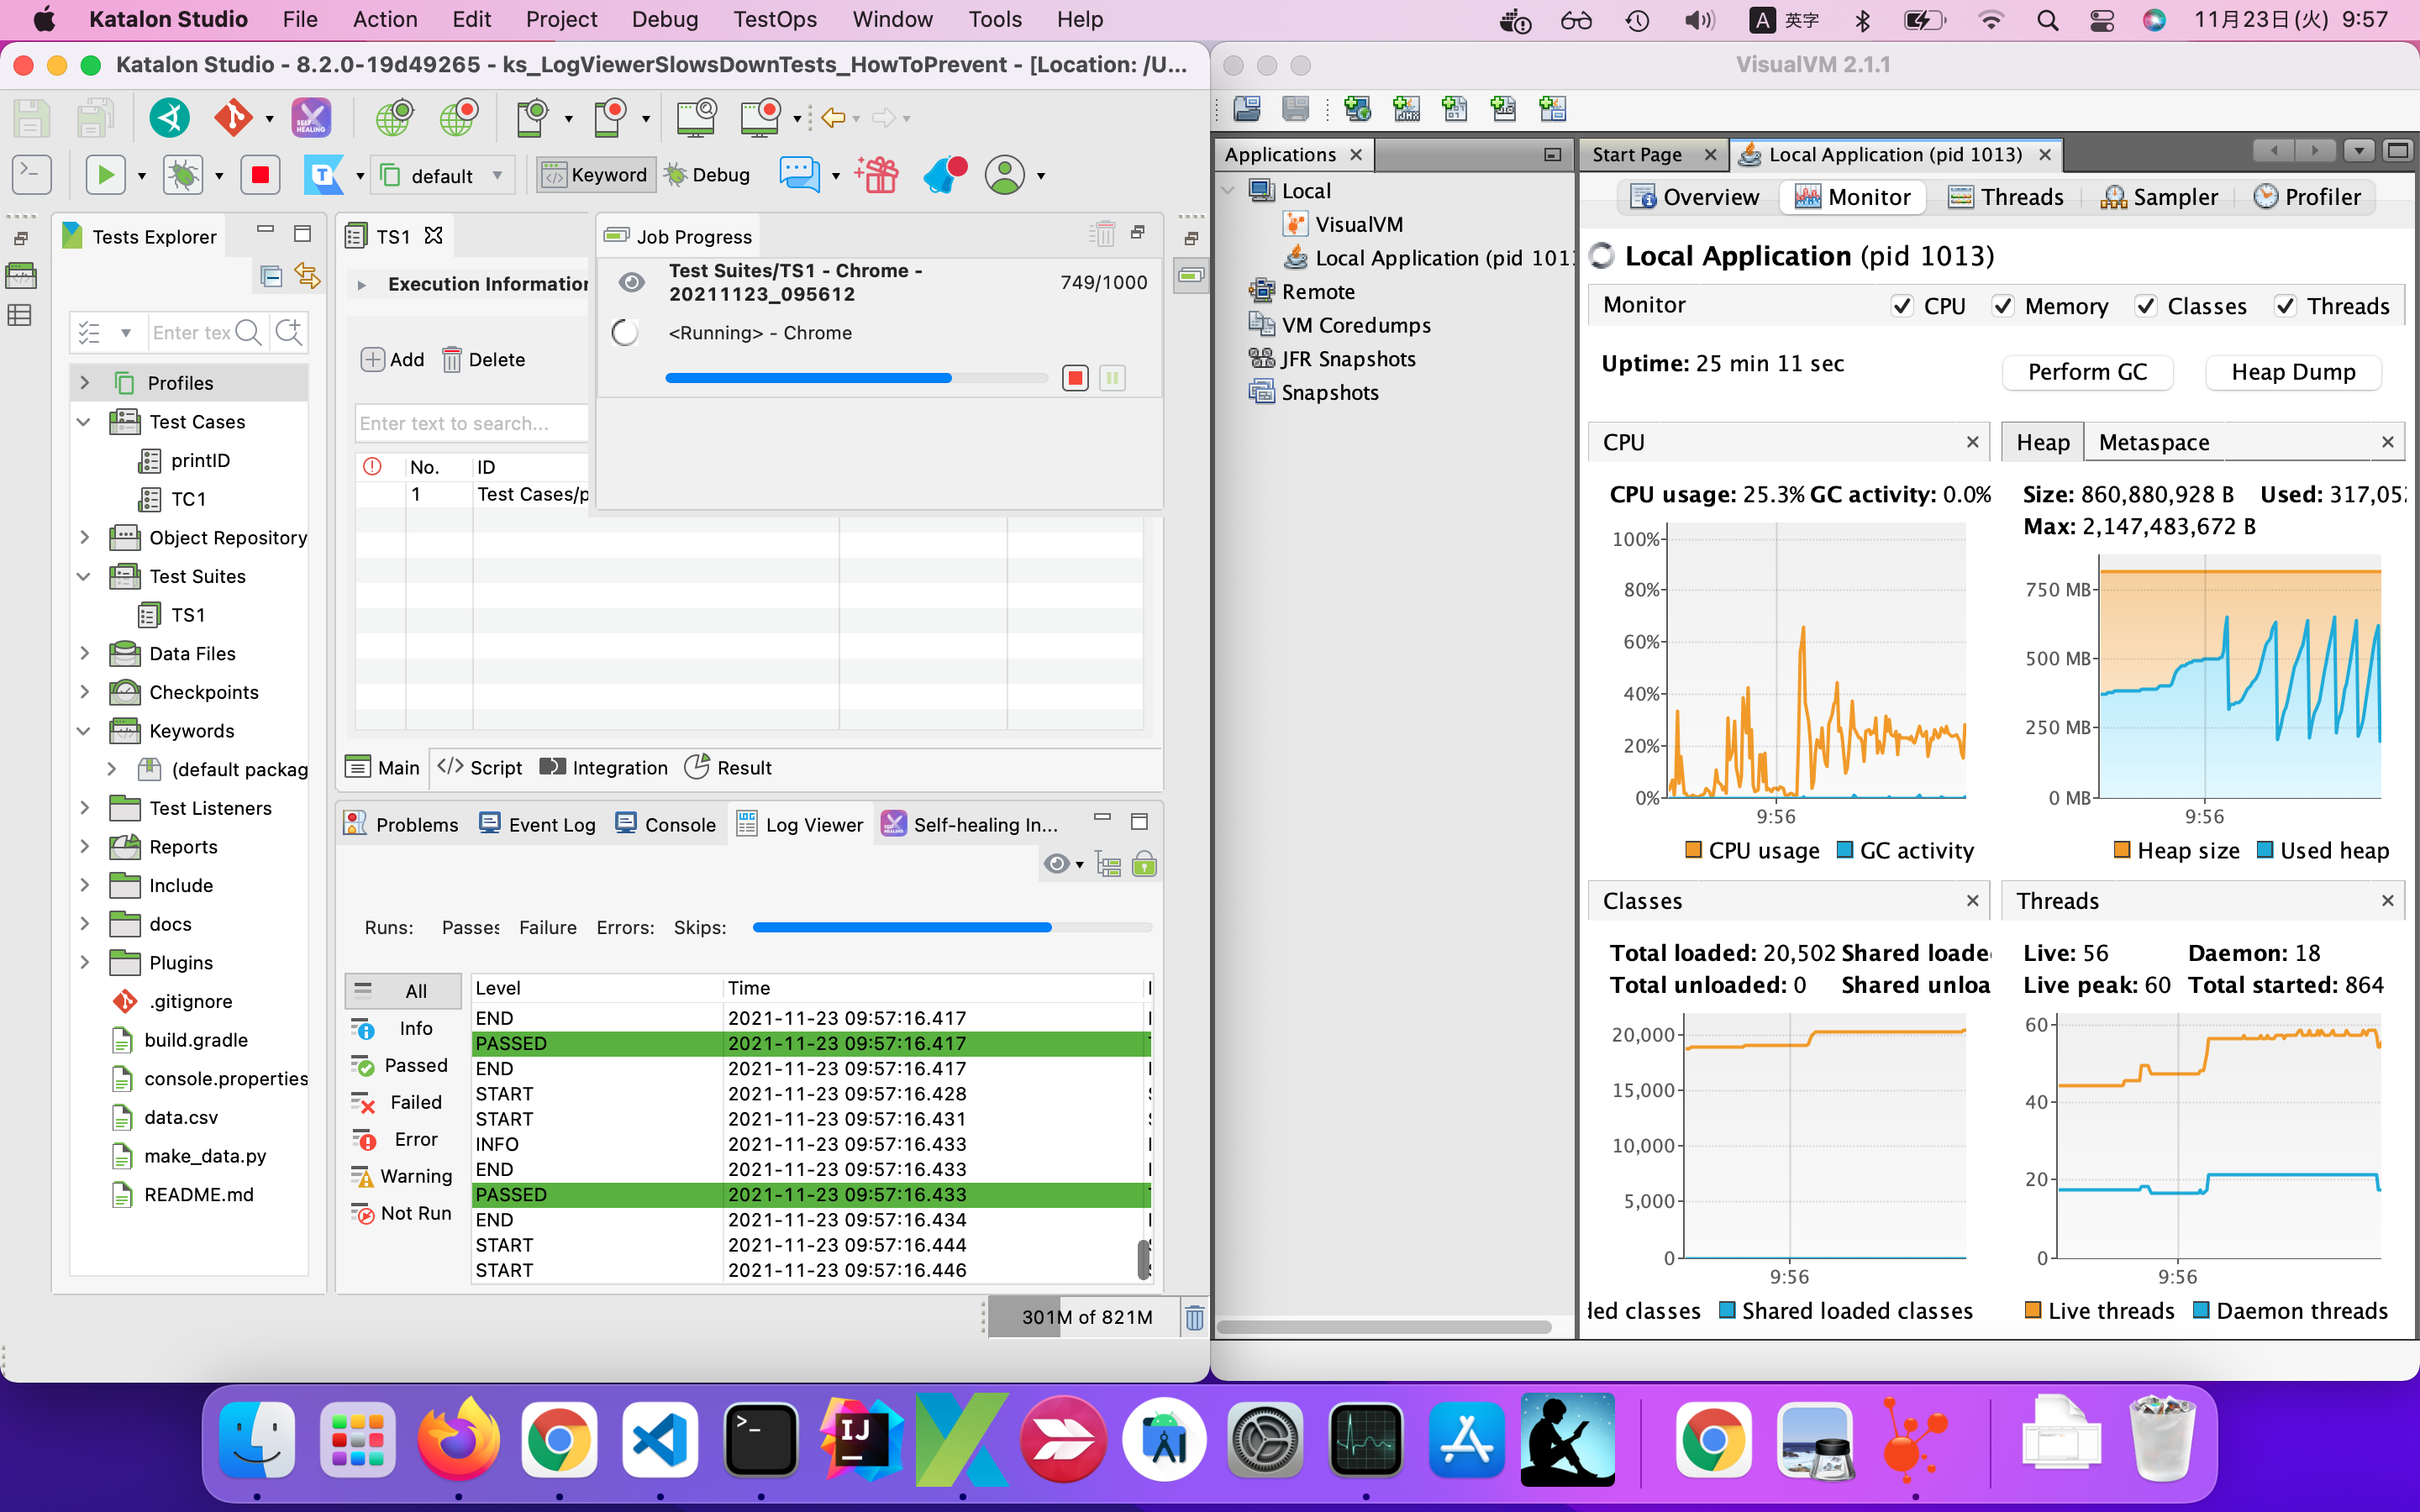 Katalon Studio File Action Edit Project Debug TestOps Window Tools Help
A 英字 11月23日(火) 9:57
Katalon Studio - 8.2.0-19d49265 - ks_LogViewerSlowsDownTests_HowToPrevent - [Location: /U...
SELF HEALING
default
Keyword
Debug
Tests Explorer
Enter tex
Profiles
Test Cases
printID
TC1
Object Repository
Test Suites
TS1
Data Files
Checkpoints
Keywords
(default packag
Test Listeners
Reports
Include
docs
Plugins
.gitignore
build.gradle
console.properties
data.csv
make_data.py
README.md
TS1
Execution Information
Add Delete
Enter text to search...
No. ID
1 Test Cases/p
Job Progress
Test Suites/TS1 - Chrome -
20211123_095612
749/1000
<Running> - Chrome
Main Script Integration Result
Problems Event Log Console Log Viewer Self-healing In...
Runs: Passes Failure Errors: Skips:
All
Info
Passed
Failed
Error
Warning
Not Run
Level Time
END 2021-11-23 09:57:16.417
PASSED 2021-11-23 09:57:16.417
END 2021-11-23 09:57:16.417
START 2021-11-23 09:57:16.428
START 2021-11-23 09:57:16.431
INFO 2021-11-23 09:57:16.433
END 2021-11-23 09:57:16.433
PASSED 2021-11-23 09:57:16.433
END 2021-11-23 09:57:16.434
START 2021-11-23 09:57:16.444
START 2021-11-23 09:57:16.446
301M of 821M
VisualVM 2.1.1
Applications
Local
VisualVM
Local Application (pid 101
Remote
VM Coredumps
JFR Snapshots
Snapshots
Start Page Local Application (pid 1013)
Overview Monitor Threads Sampler Profiler
Local Application (pid 1013)
Monitor CPU Memory Classes Threads
Uptime: 25 min 11 sec
Perform GC Heap Dump
CPU
CPU usage: 25.3% GC activity: 0.0%
100%
80%
60%
40%
20%
0%
9:56
CPU usage GC activity
Heap Metaspace
Size: 860,880,928 B Used: 317,05
Max: 2,147,483,672 B
750 MB
500 MB
250 MB
0 MB
9:56
Heap size Used heap
Classes
Total loaded: 20,502 Shared loade
Total unloaded: 0 Shared unloa
20,000
15,000
10,000
5,000
0
9:56
ded classes Shared loaded classes
Threads
Live: 56 Daemon: 18
Live peak: 60 Total started: 864
60
40
20
0
9:56
Live threads Daemon threads
IJ